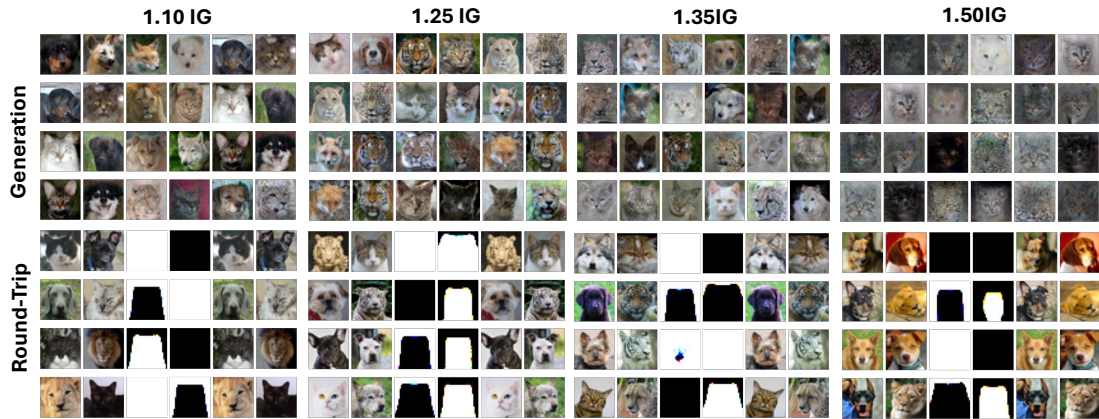 1.10 IG
1.25 IG
1.35IG
1.50IG
Generation
Round-Trip